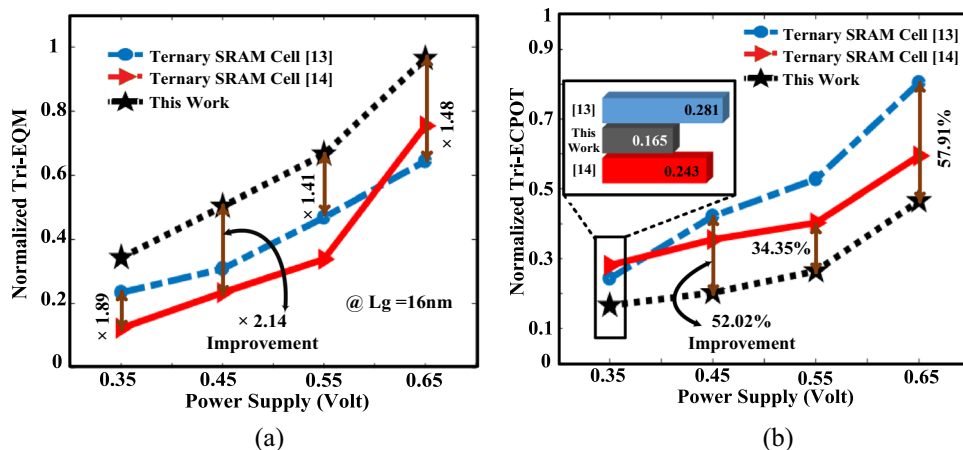 Normalized Tri-EQM
1
0.8
0.6
0.4
0.2
0
Ternary SRAM Cell [13]
Ternary SRAM Cell [14]
This Work
× 1.89
× 2.14
Improvement
× 1.41
× 1.48
@ Lg =16nm
0.35
0.45
0.55
0.65
Power Supply (Volt)
(a)
Normalized Tri-ECPOT
1
0.9
0.7
0.5
0.3
0.1
0
Ternary SRAM Cell [13]
Ternary SRAM Cell [14]
This Work
[13]
0.281
This
Work
0.165
[14]
0.243
52.02%
Improvement
34.35%
57.91%
0.35
0.45
0.55
0.65
Power Supply (Volt)
(b)